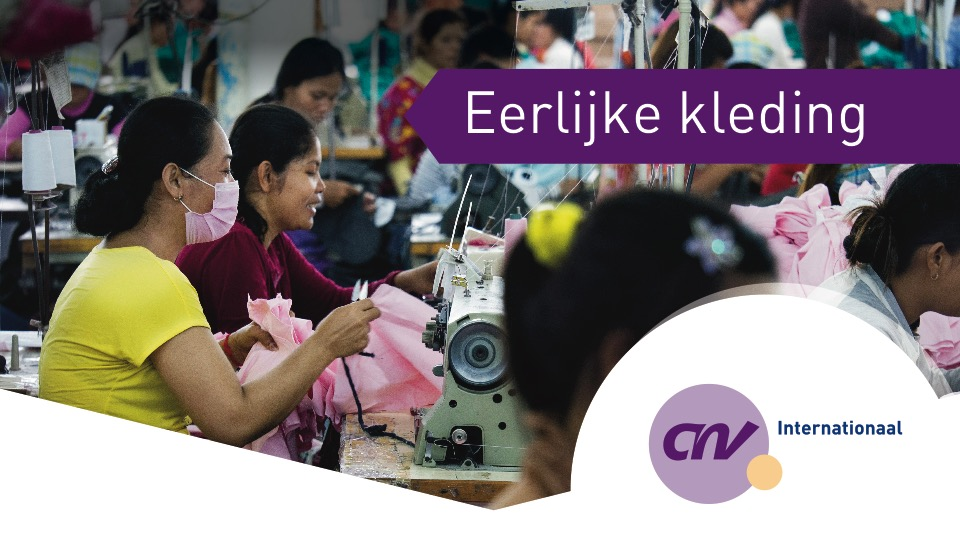 Eerlijke kleding
cnv
Internationaal